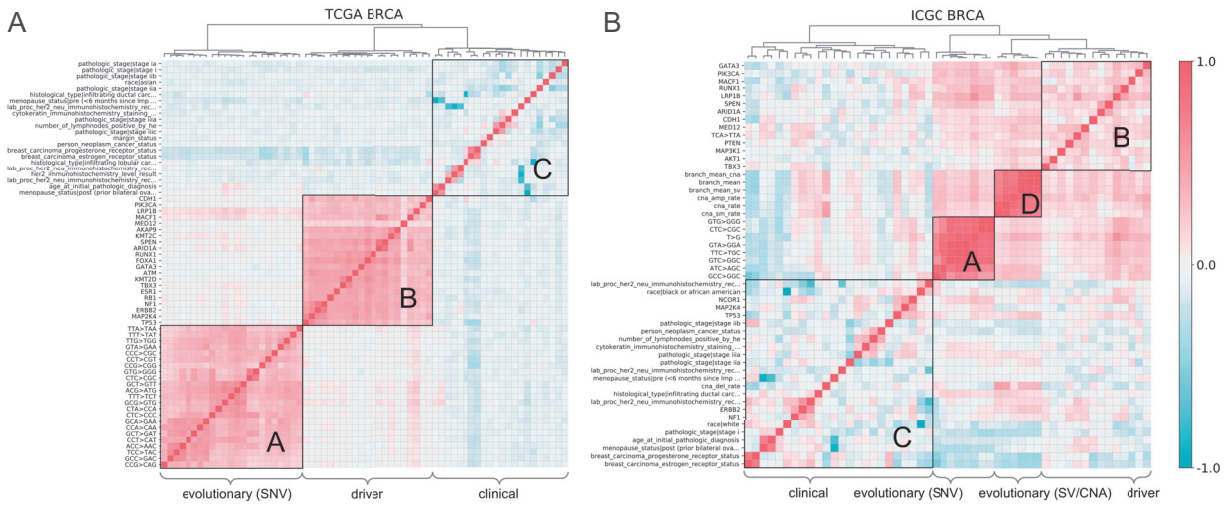 A
TCGA BRCA
pathologic_stage|stage ia
pathologic_stage|stage i
pathologic_stage|stage iib
race|asian
pathologic_stage|stage iia
histological_type|infiltrating ductal carc...
menopause_status|pre (<6 months since lmp ...
lab_proc_her2_neu_immunohistochemistry_rec...
cytokeratin_immunohistochemistry_staining_...
pathologic_stage|stage iiia
number_of_lymphnodes_positive_by_he
pathologic_stage|stage iiic
margin_status
person_neoplasm_cancer_status
breast_carcinoma_progesterone_receptor_status
breast_carcinoma_estrogen_receptor_status
histological_type|infiltrating lobular car...
lab_proc_her2_neu_immunohistochemistry_rec...
her2_immunohistochemistry_level_result
lab_proc_her2_neu_immunohistochemistry_rec...
age_at_initial_pathologic_diagnosis
menopause_status|post (prior bilateral ova...
CDH1
PIK3CA
LRP1B
MACF1
MED12
AKAP9
KMT2C
SPEN
ARID1A
RUNX1
FOXA1
GATA3
ATM
KMT2D
TBX3
ESR1
RB1
NF1
ERBB2
MAP2K4
TP53
TTA>TAA
TTT>TAT
TTG>TGG
GTA>GAA
CCC>CGC
CCT>CGT
CCG>CGG
GTG>GGG
CTC>CGC
GCT>GTT
ACG>ATG
TTT>TCT
GCG>GTG
CTA>CCA
CTC>CCC
GCA>GAA
CCA>CAA
GCT>GAT
CCT>CAT
ACC>AAC
TCC>TAC
GCC>GAC
CCG>CAG
C
B
A
evolutionary (SNV)
driver
clinical
B
ICGC BRCA
GATA3
PIK3CA
MACF1
RUNX1
LRP1B
SPEN
ARID1A
CDH1
MED12
TCA>TTA
PTEN
MAP3K1
AKT1
TBX3
branch_mean_cna
branch_mean
branch_mean_sv
cna_amp_rate
cna_rate
cna_sm_rate
GTG>GGG
CTC>CGC
T>G
GTA>GGA
TTC>TGC
GTC>GGC
ATC>AGC
GCC>GGC
lab_proc_her2_neu_immunohistochemistry_rec...
race|black or african american
NCOR1
MAP2K4
TP53
pathologic_stage|stage iib
person_neoplasm_cancer_status
number_of_lymphnodes_positive_by_he
cytokeratin_immunohistochemistry_staining_...
pathologic_stage|stage iiia
pathologic_stage|stage iia
lab_proc_her2_neu_immunohistochemistry_rec...
menopause_status|pre (<6 months since lmp ...
cna_del_rate
histological_type|infiltrating ductal carc...
lab_proc_her2_neu_immunohistochemistry_rec...
ERBB2
NF1
race|white
pathologic_stage|stage i
age_at_initial_pathologic_diagnosis
menopause_status|post (prior bilateral ova...
breast_carcinoma_progesterone_receptor_status
breast_carcinoma_estrogen_receptor_status
B
D
A
C
clinical
evolutionary (SNV)
evolutionary (SV/CNA)
driver
1.0
0.0
-1.0